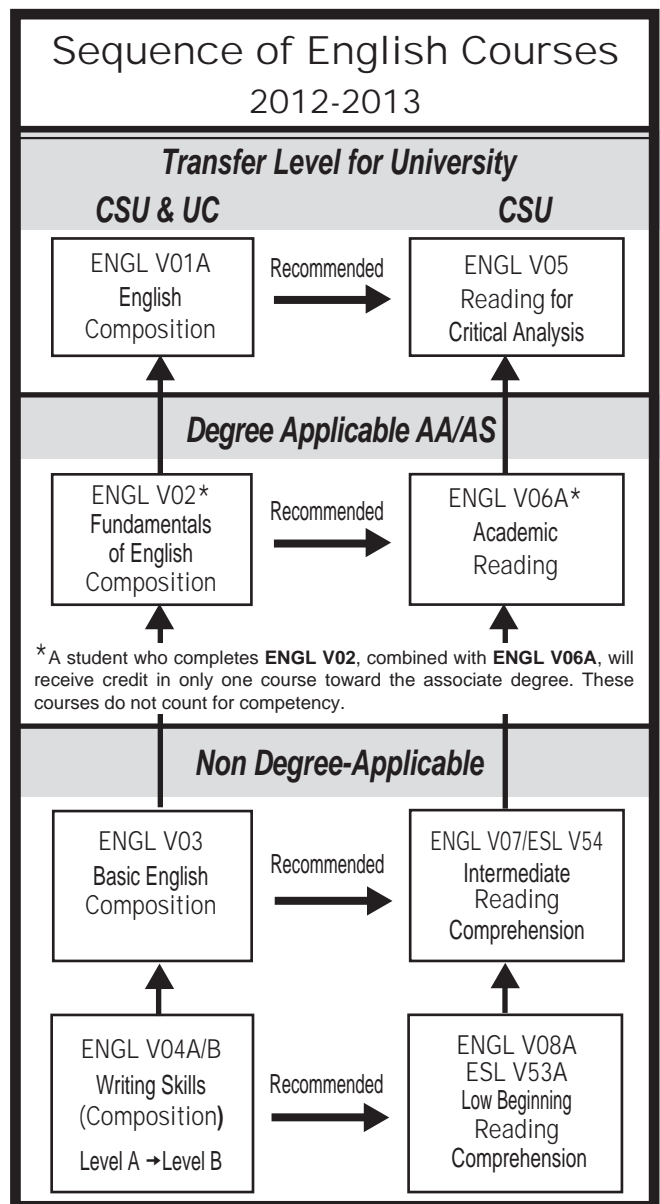 Sequence of English Courses
2012-2013
Transfer Level for University
CSU & UC
CSU
ENGL V01A
English
Composition
Recommended
ENGL V05
Reading for
Critical Analysis
Degree Applicable AA/AS
ENGL V02*
Fundamentals
of English
Composition
Recommended
ENGL V06A*
Academic
Reading
*A student who completes ENGL V02, combined with ENGL V06A, will
receive credit in only one course toward the associate degree. These
courses do not count for competency.
Non Degree-Applicable
ENGL V03
Basic English
Composition
Recommended
ENGL V07/ESL V54
Intermediate
Reading
Comprehension
ENGL V04A/B
Writing Skills
(Composition)
Level A →Level B
Recommended
ENGL V08A
ESL V53A
Low Beginning
Reading
Comprehension